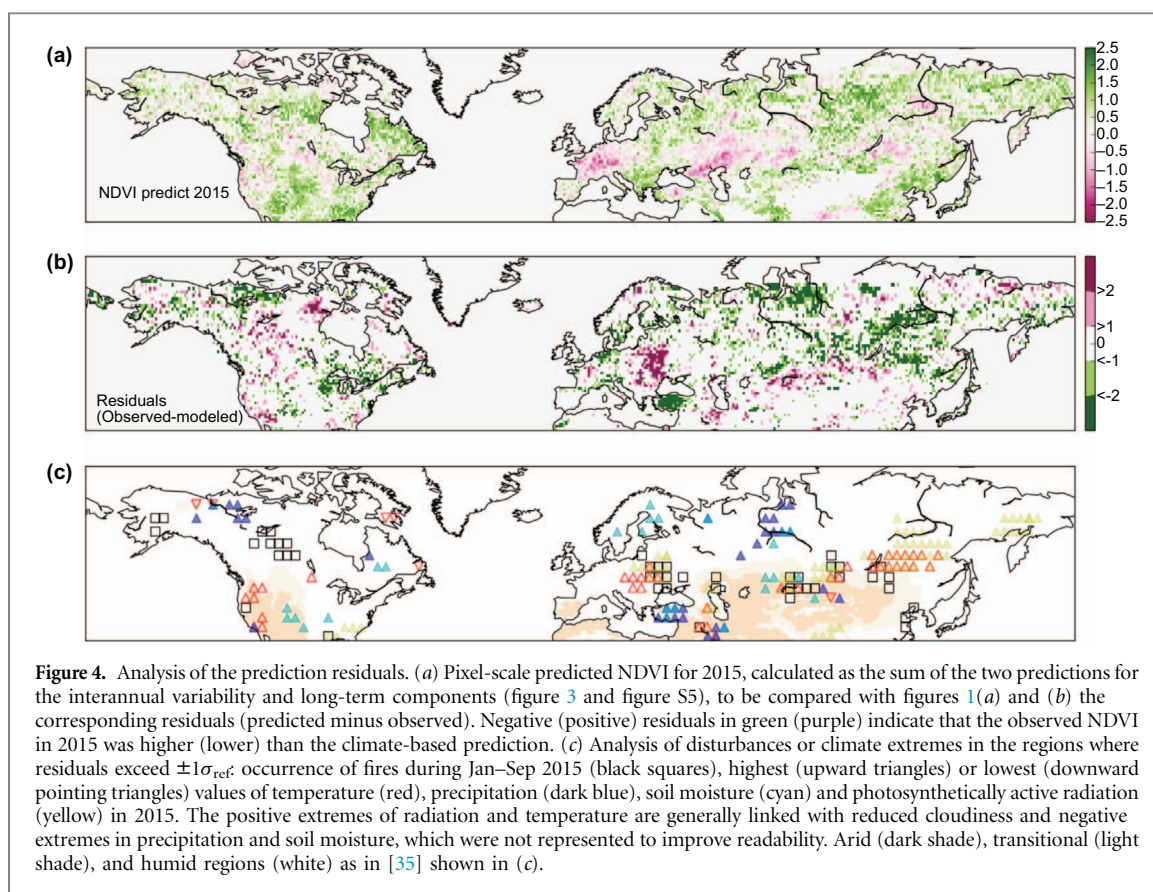 (a)
NDVI predict 2015
2.5
2.0
1.5
1.0
0.5
0.0
−0.5
−1.0
−1.5
−2.0
−2.5
(b)
Residuals
(Observed-modeled)
>2
>1
0
<-1
<-2
(c)
Figure 4. Analysis of the prediction residuals. (a) Pixel-scale predicted NDVI for 2015, calculated as the sum of the two predictions for
the interannual variability and long-term components (figure 3 and figure S5), to be compared with figures 1(a) and (b) the
corresponding residuals (predicted minus observed). Negative (positive) residuals in green (purple) indicate that the observed NDVI
in 2015 was higher (lower) than the climate-based prediction. (c) Analysis of disturbances or climate extremes in the regions where
residuals exceed ±1σref: occurrence of fires during Jan–Sep 2015 (black squares), highest (upward triangles) or lowest (downward
pointing triangles) values of temperature (red), precipitation (dark blue), soil moisture (cyan) and photosynthetically active radiation
(yellow) in 2015. The positive extremes of radiation and temperature are generally linked with reduced cloudiness and negative
extremes in precipitation and soil moisture, which were not represented to improve readability. Arid (dark shade), transitional (light
shade), and humid regions (white) as in [35] shown in (c).